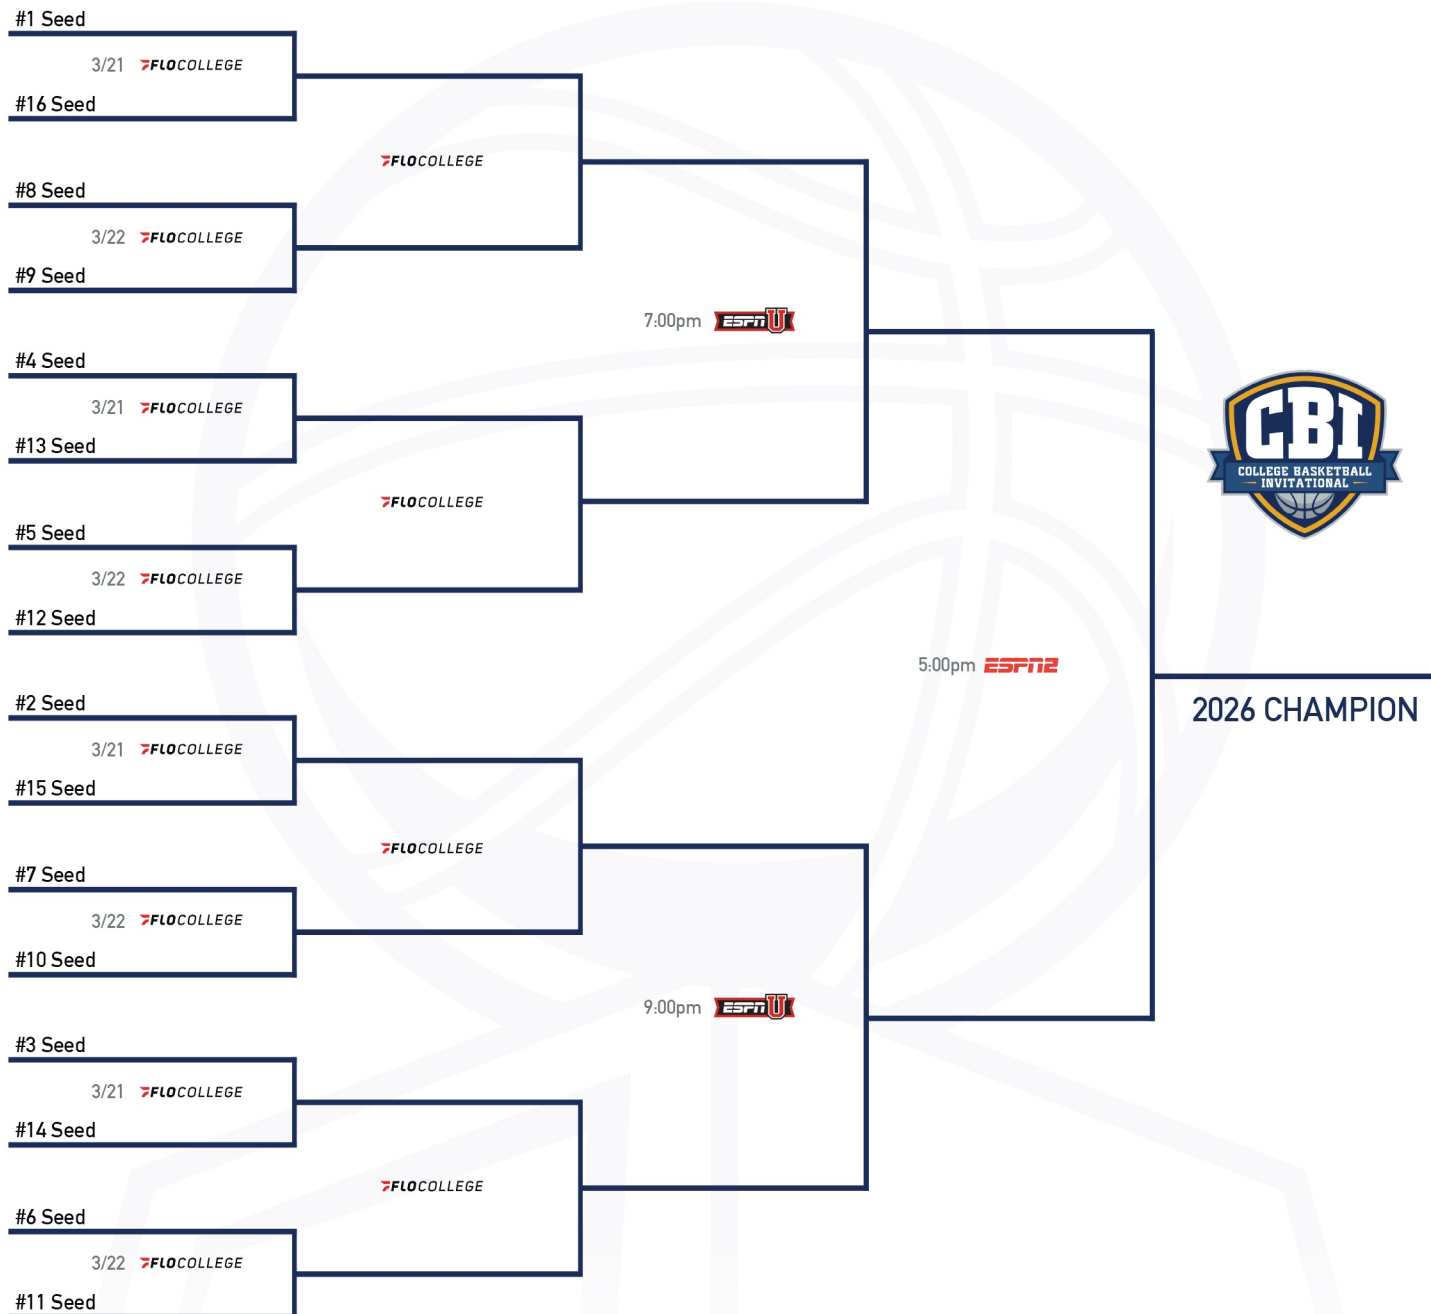 #1 Seed
3/21 FLOCOLLEGE
#16 Seed
FLOCOLLEGE
#8 Seed
3/22 FLOCOLLEGE
#9 Seed
7:00pm ESPNU
#4 Seed
3/21 FLOCOLLEGE
#13 Seed
FLOCOLLEGE
#5 Seed
3/22 FLOCOLLEGE
#12 Seed
CBI
COLLEGE BASKETBALL
INVITATIONAL
5:00pm ESPN2
2026 CHAMPION
#2 Seed
3/21 FLOCOLLEGE
#15 Seed
FLOCOLLEGE
#7 Seed
3/22 FLOCOLLEGE
#10 Seed
9:00pm ESPNU
#3 Seed
3/21 FLOCOLLEGE
#14 Seed
FLOCOLLEGE
#6 Seed
3/22 FLOCOLLEGE
#11 Seed